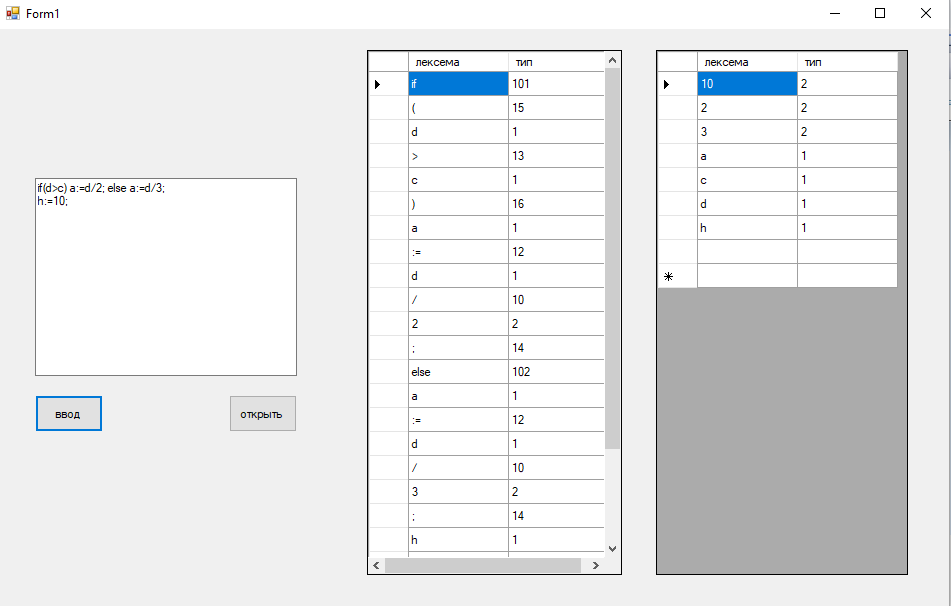 Form1
if(d>c) a:=d/2; else a:=d/3;
h:=10;
ввод
открыть
лексема тип
if 101
( 15
d 1
> 13
c 1
) 16
a 1
:= 12
d 1
/ 10
2 2
; 14
else 102
a 1
:= 12
d 1
/ 10
3 2
; 14
h 1
лексема тип
10 2
2 2
3 2
a 1
c 1
d 1
h 1